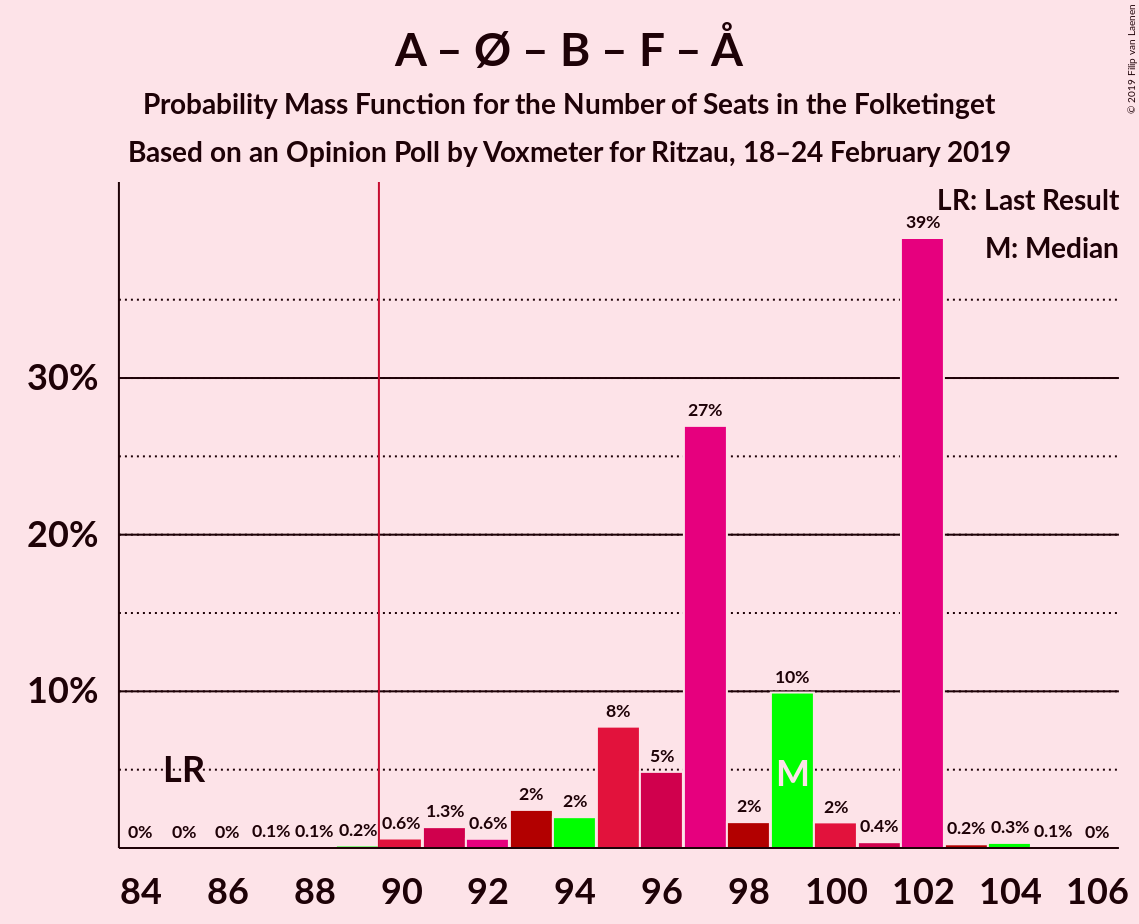 A – Ø – B – F – Å
Probability Mass Function for the Number of Seats in the Folketinget
Based on an Opinion Poll by Voxmeter for Ritzau, 18–24 February 2019
© 2019 Filip van Laenen
LR: Last Result
M: Median
39%
30%
27%
20%
10%
10%
8%
5%
LR
M
0%
0%
0%
0.1%
0.1%
0.2%
0.6%
1.3%
0.6%
2%
2%
2%
2%
0.4%
0.2%
0.3%
0.1%
0%
84 86 88 90 92 94 96 98 100 102 104 106